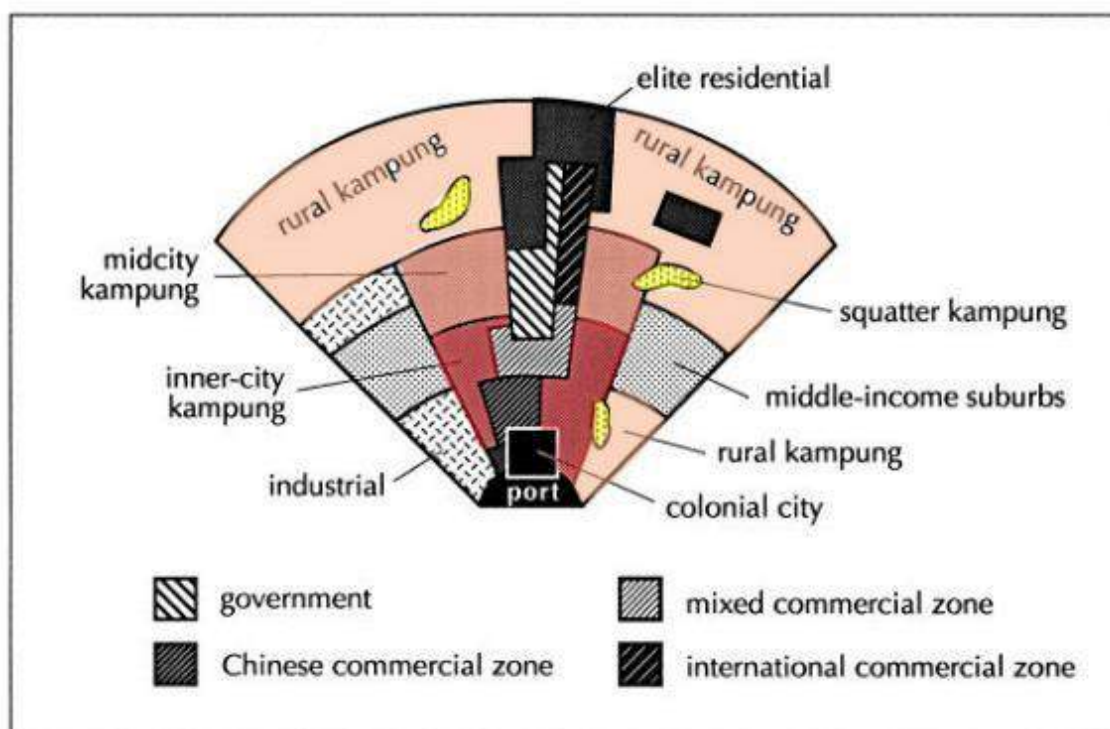 elite residential
rural kampung
rural kampung
midcity
kampung
squatter kampung
inner-city
kampung
middle-income suburbs
rural kampung
industrial
port
colonial city
government
mixed commercial zone
Chinese commercial zone
international commercial zone